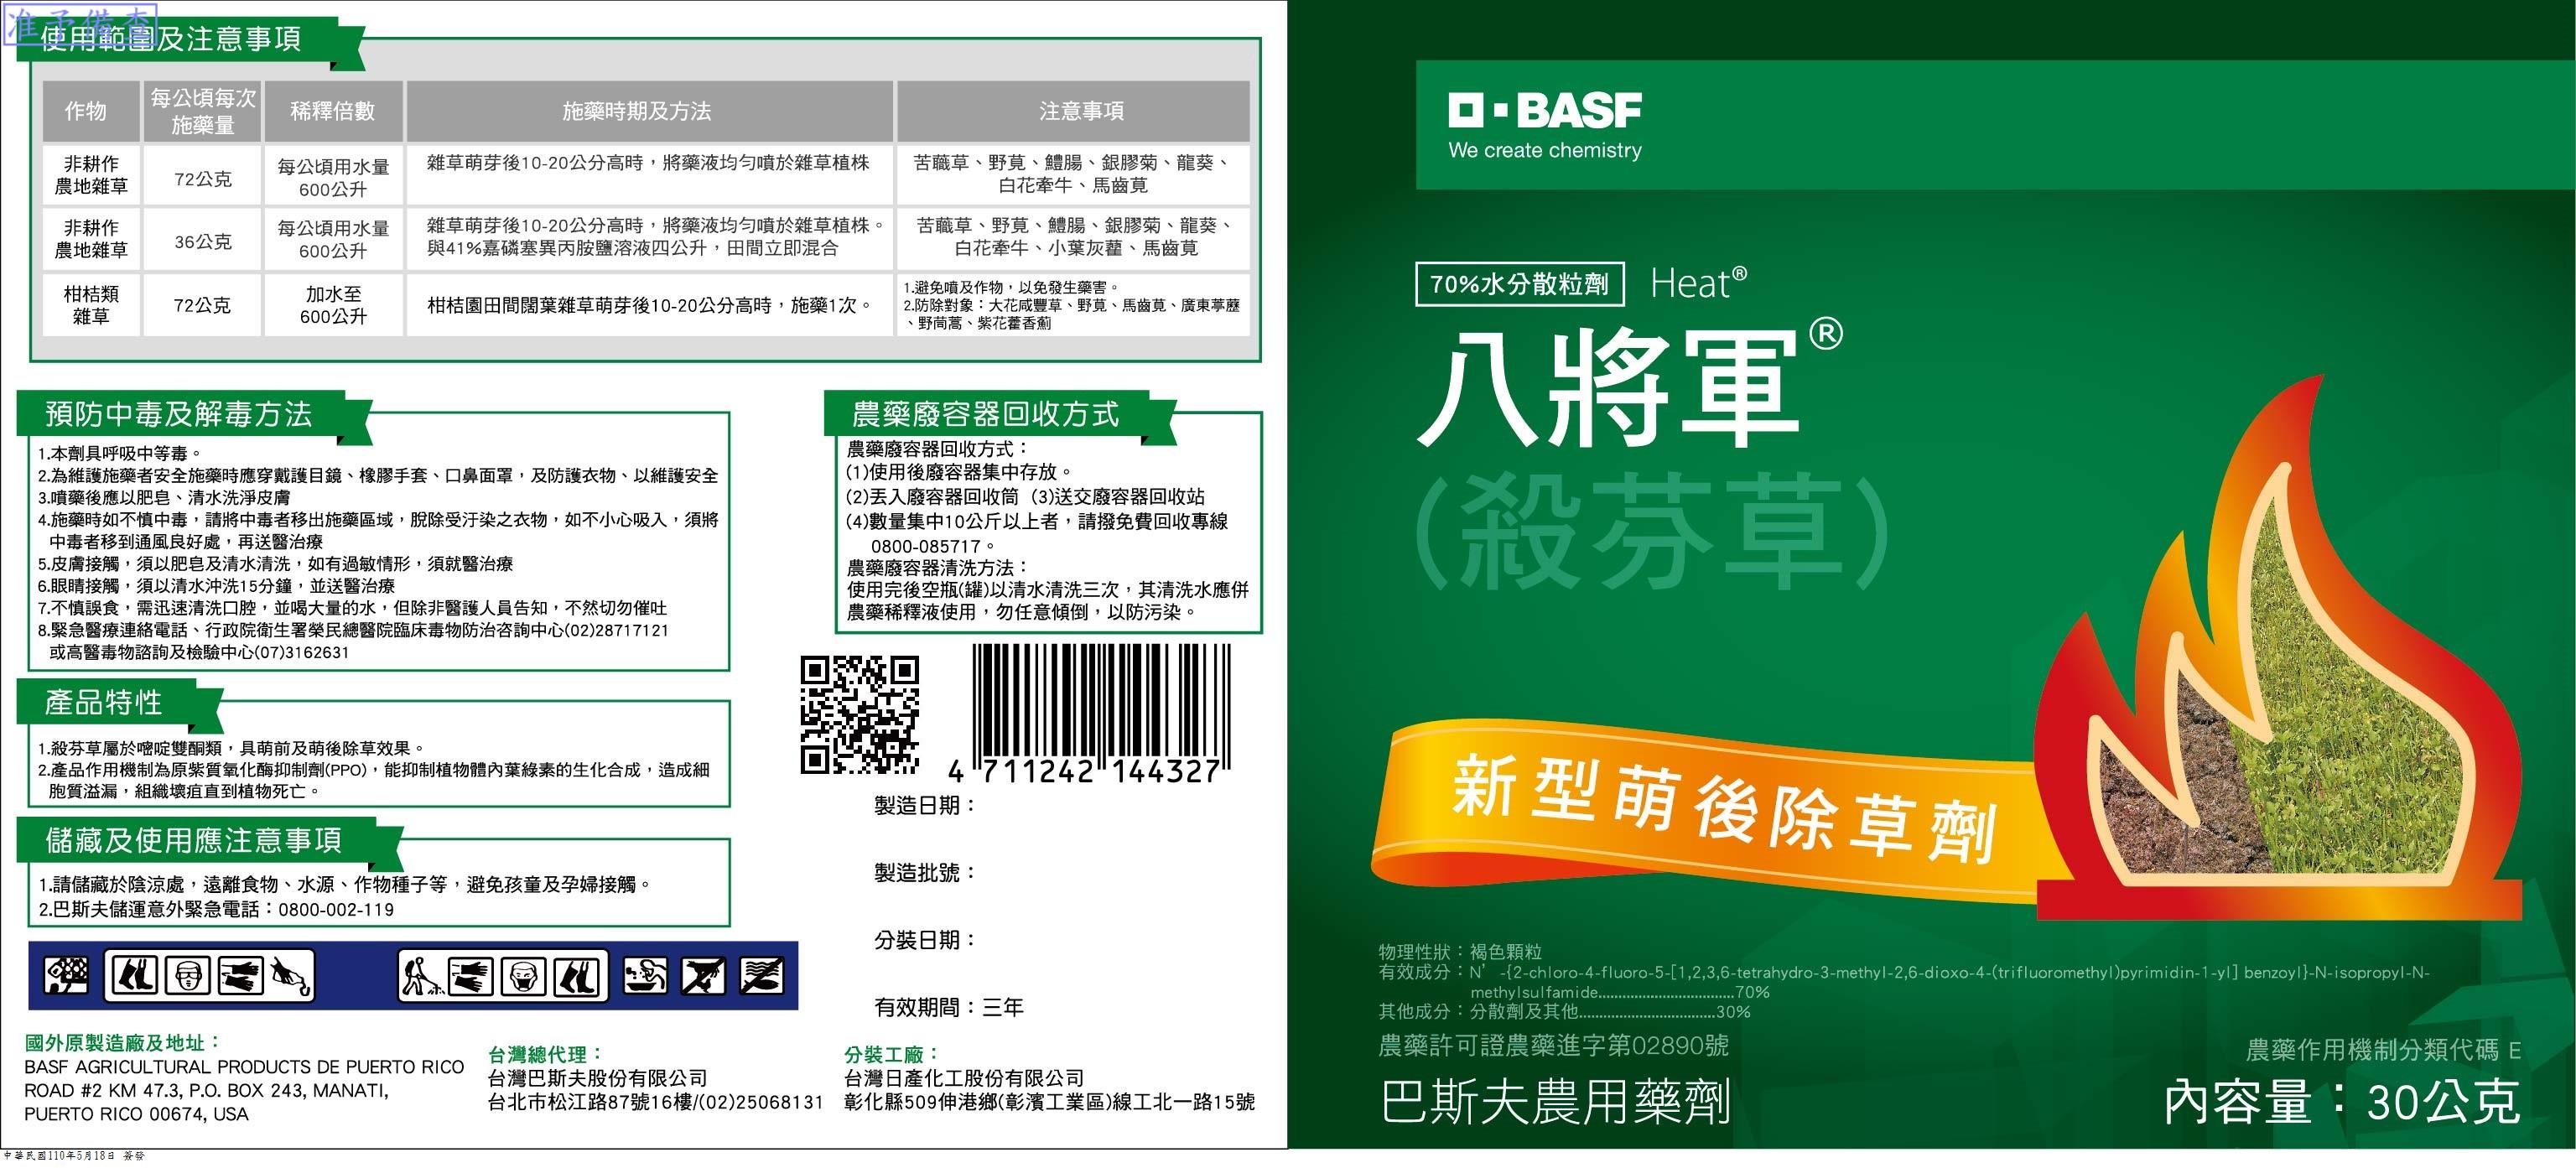 准予備查
使用範圍及注意事項
作物
每公頃每次
施藥量
稀釋倍數
施藥時期及方法
注意事項
非耕作
農地雜草
72公克
每公頃用水量
600公升
雜草萌芽後10-20公分高時，將藥液均勻噴於雜草植株
苦蘵草、野莧、鱧腸、銀膠菊、龍葵、
白花牽牛、馬齒莧
非耕作
農地雜草
36公克
每公頃用水量
600公升
雜草萌芽後10-20公分高時，將藥液均勻噴於雜草植株。
與41%嘉磷塞異丙胺鹽溶液四公升，田間立即混合
苦蘵草、野莧、鱧腸、銀膠菊、龍葵、
白花牽牛、小葉灰藋、馬齒莧
柑桔類
雜草
72公克
加水至
600公升
柑桔園田間闊葉雜草萌芽後10-20公分高時，施藥1次。
1.避免噴及作物，以免發生藥害。
2.防除對象：大花咸豐草、野莧、馬齒莧、廣東葶藶
、野茼蒿、紫花藿香薊
預防中毒及解毒方法
1.本劑具呼吸中等毒。
2.為維護施藥者安全施藥時應穿戴護目鏡、橡膠手套、口鼻面罩，及防護衣物、以維護安全
3.噴藥後應以肥皂、清水洗淨皮膚
4.施藥時如不慎中毒，請將中毒者移出施藥區域，脫除受汙染之衣物，如不小心吸入，須將
中毒者移到通風良好處，再送醫治療
5.皮膚接觸，須以肥皂及清水清洗，如有過敏情形，須就醫治療
6.眼睛接觸，須以清水沖洗15分鐘，並送醫治療
7.不慎誤食，需迅速清洗口腔，並喝大量的水，但除非醫護人員告知，不然切勿催吐
8.緊急醫療連絡電話、行政院衛生署榮民總醫院臨床毒物防治咨詢中心(02)28717121
或高醫毒物諮詢及檢驗中心(07)3162631
農藥廢容器回收方式
農藥廢容器回收方式：
(1)使用後廢容器集中存放。
(2)丟入廢容器回收筒 (3)送交廢容器回收站
(4)數量集中10公斤以上者，請撥免費回收專線
0800-085717。
農藥廢容器清洗方法：
使用完後空瓶(罐)以清水清洗三次，其清洗水應併
農藥稀釋液使用，勿任意傾倒，以防污染。
產品特性
1.殺芬草屬於嘧啶雙酮類，具萌前及萌後除草效果。
2.產品作用機制為原紫質氧化酶抑制劑(PPO)，能抑制植物體內葉綠素的生化合成，造成細
胞質溢漏，組織壞疽直到植物死亡。
儲藏及使用應注意事項
1.請儲藏於陰涼處，遠離食物、水源、作物種子等，避免孩童及孕婦接觸。
2.巴斯夫儲運意外緊急電話：0800-002-119
4 711242 144327
製造日期：
製造批號：
分裝日期：
有效期間：三年
國外原製造廠及地址：
BASF AGRICULTURAL PRODUCTS DE PUERTO RICO
ROAD #2 KM 47.3, P.O. BOX 243, MANATI,
PUERTO RICO 00674, USA
台灣總代理：
台灣巴斯夫股份有限公司
台北市松江路87號16樓/(02)25068131
分裝工廠：
台灣日產化工股份有限公司
彰化縣509伸港鄉(彰濱工業區)線工北一路15號
中華民國110年5月18日 簽發
BASF
We create chemistry
70%水分散粒劑 Heat®
八將軍®
(殺芬草)
新型萌後除草劑
物理性狀：褐色顆粒
有效成分：N'-{2-chloro-4-fluoro-5-[1,2,3,6-tetrahydro-3-methyl-2,6-dioxo-4-(trifluoromethyl)pyrimidin-1-yl] benzoyl}-N-isopropyl-N-
methylsulfamide..................................70%
其他成分：分散劑及其他..................................30%
農藥許可證農藥進字第02890號
農藥作用機制分類代碼 E
巴斯夫農用藥劑
內容量：30公克